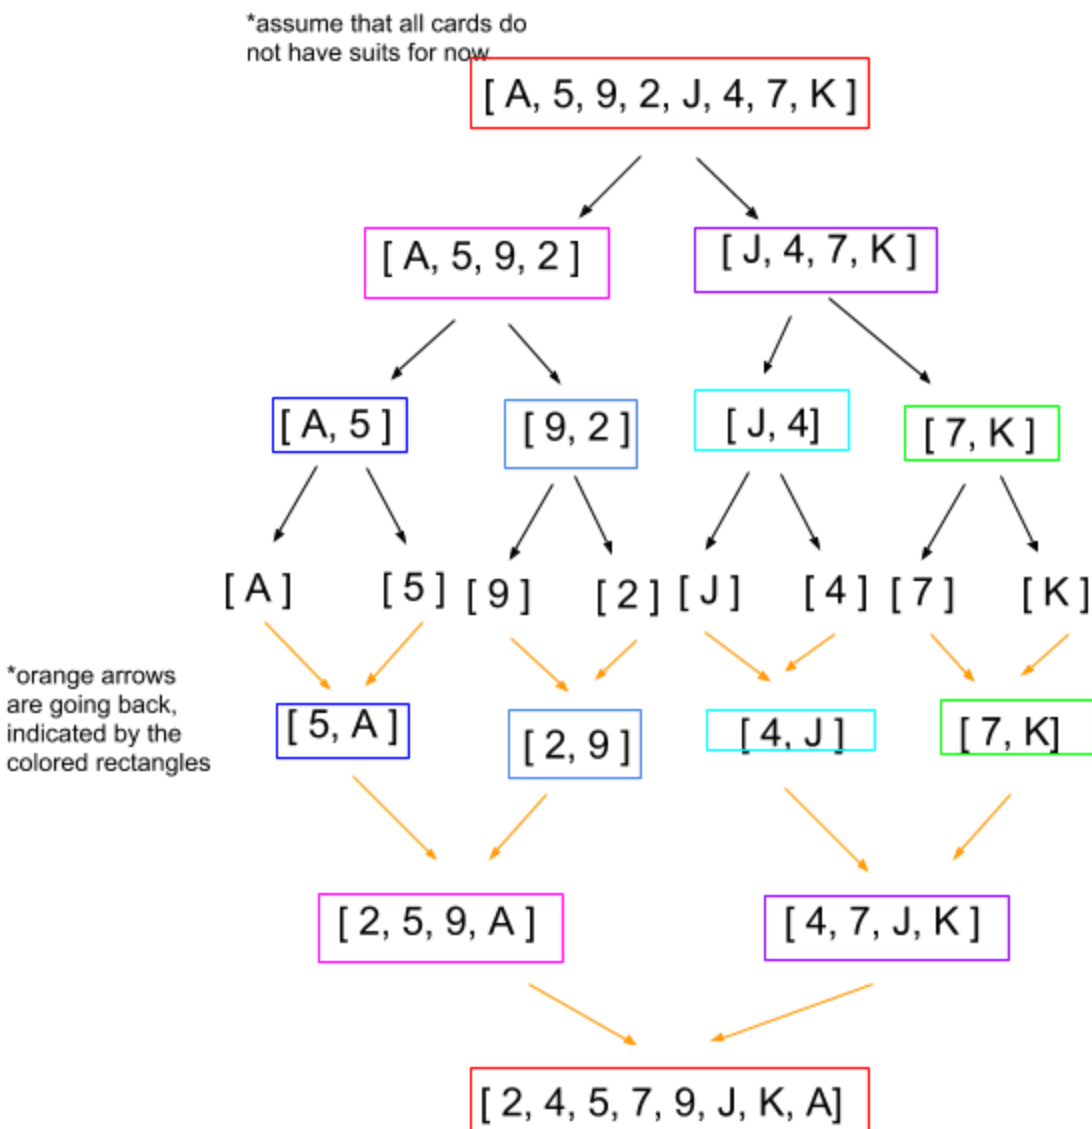 *assume that all cards do
not have suits for now
[ A, 5, 9, 2, J, 4, 7, K ]
[ A, 5, 9, 2 ]
[ J, 4, 7, K ]
[ A, 5 ]
[ 9, 2 ]
[ J, 4]
[ 7, K ]
[ A ]
[ 5 ]
[ 9 ]
[ 2 ]
[ J ]
[ 4 ]
[ 7 ]
[ K ]
*orange arrows
are going back,
indicated by the
colored rectangles
[ 5, A ]
[ 2, 9 ]
[ 4, J ]
[ 7, K]
[ 2, 5, 9, A ]
[ 4, 7, J, K ]
[ 2, 4, 5, 7, 9, J, K, A]